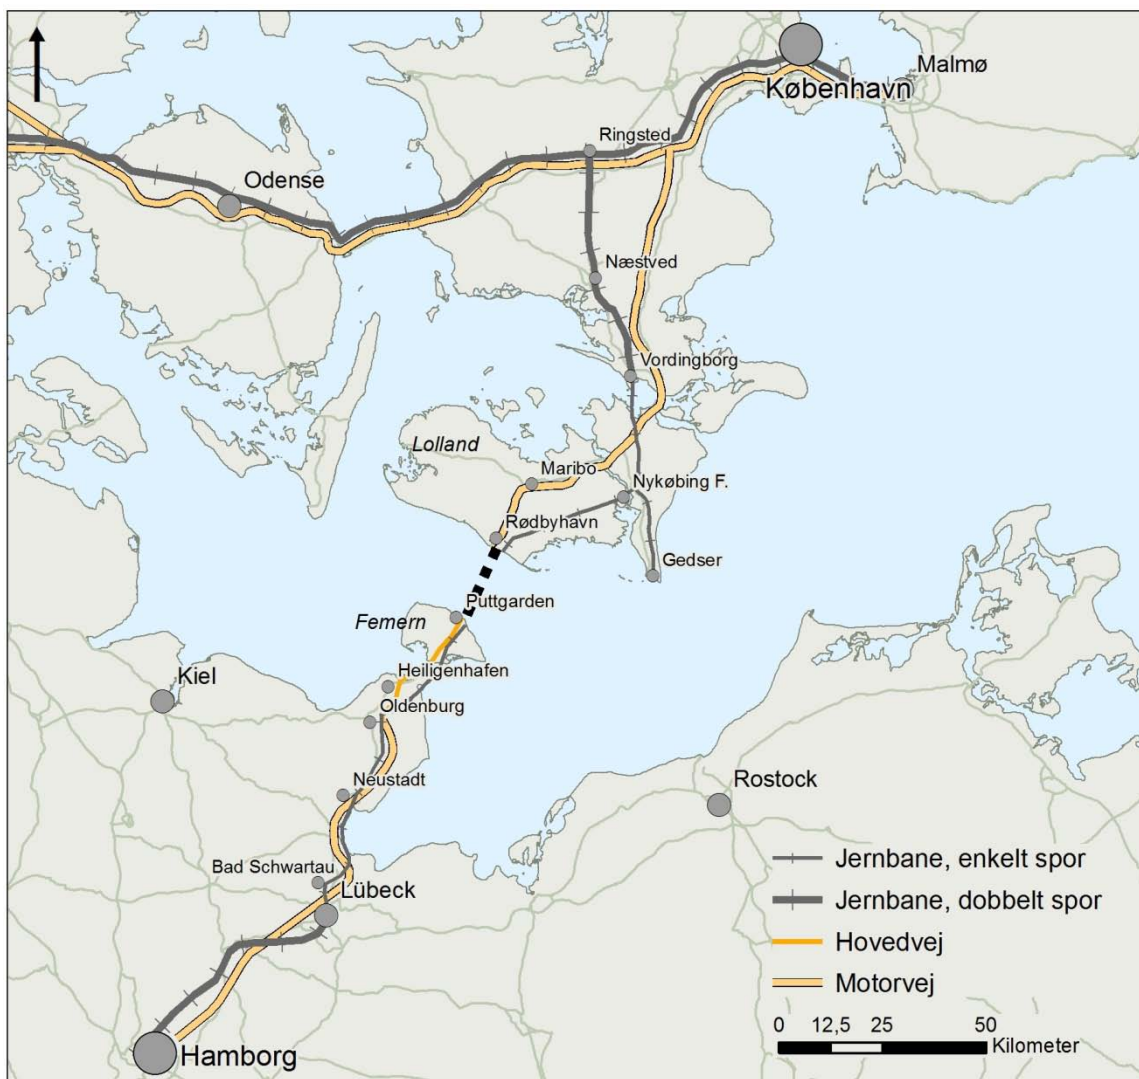 Malmø
København
Ringsted
Odense
Næstved
Vordingborg
Lolland
Maribo
Nykøbing F.
Rødbyhavn
Gedser
Puttgarden
Femern
Heiligenhafen
Kiel
Oldenburg
Neustadt
Rostock
Bad Schwartau
Lübeck
Hamborg
Jernbane, enkelt spor
Jernbane, dobbelt spor
Hovedvej
Motorvej
0 12,5 25 50
Kilometer